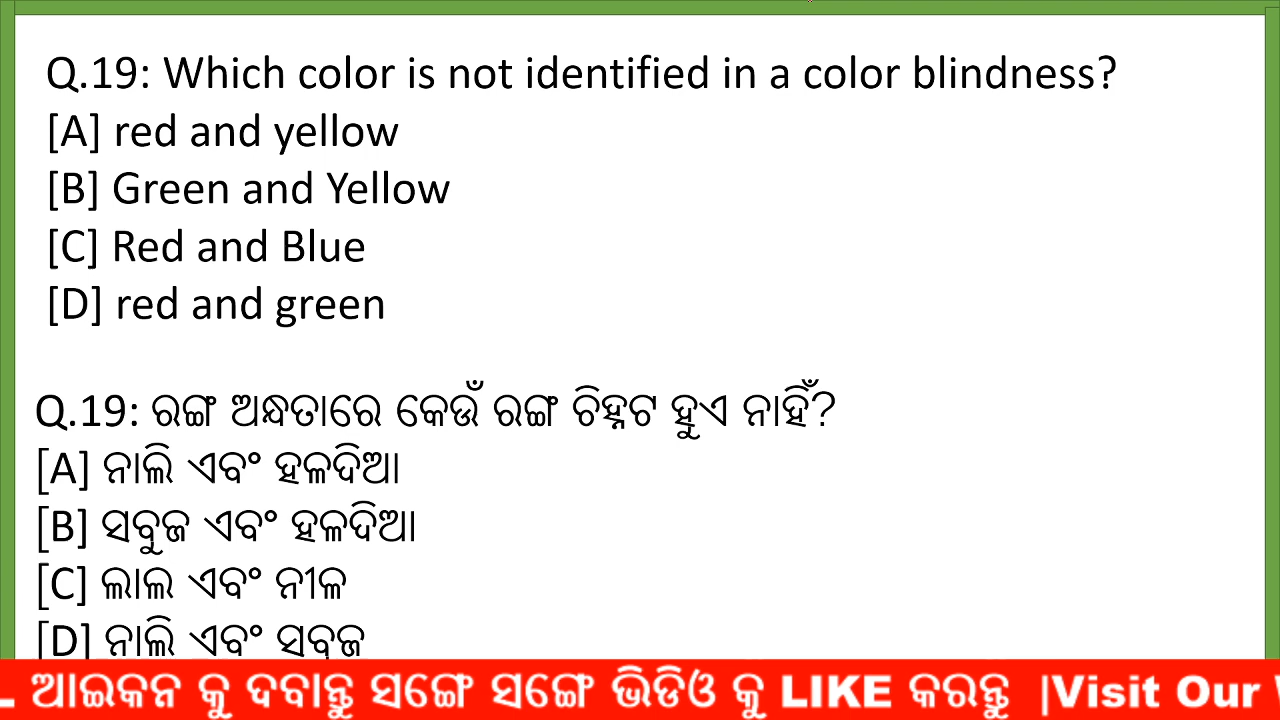 Q.19: Which color is not identified in a color blindness?
[A] red and yellow
[B] Green and Yellow
[C] Red and Blue
[D] red and green
Q.19: ରଙ୍ଗ ଅନ୍ଧତାରେ କେଉଁ ରଙ୍ଗ ଚିହ୍ନଟ ହୁଏ ନାହିଁ?
[A] ନାଲି ଏବଂ ହଳଦିଆ
[B] ସବୁଜ ଏବଂ ହଳଦିଆ
[C] ଲାଲ ଏବଂ ନୀଳ
[D] ନାଲି ଏବଂ ସବୁଜ
ଆଇକନ କୁ ଦବାନ୍ତୁ ସଙ୍ଗେ ସଙ୍ଗେ ଭିଡିଓ କୁ LIKE କରନ୍ତୁ |Visit Our